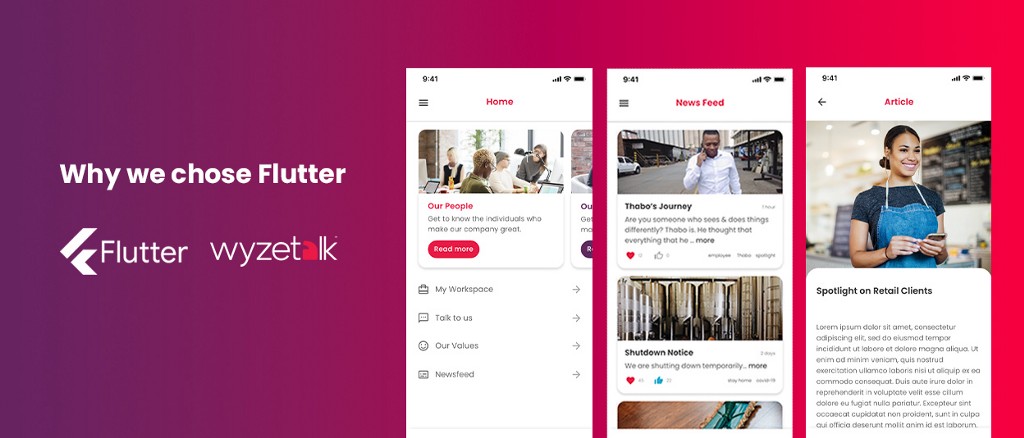 Why we chose Flutter
Flutter
wyzetalk
9:41
Home
Our People
Get to know the individuals who
make our company great.
Read more
Ou
Ge
ma
R
My Workspace
Talk to us
Our Values
Newsfeed
9:41
News Feed
Thabo's Journey
1 hour
Are you someone who sees & does things
differently? Thabo is. He thought that
everything that he ... more
employee Thabo spotlight
Shutdown Notice
3 days
We are shutting down temporarily... more
stay home covid-19
9:41
Article
Spotlight on Retail Clients
Lorem ipsum dolor sit amet, consectetur
adipiscing elit, sed do eiusmod tempor
incididunt ut labore et dolore magna aliqua. Ut
enim ad minim veniam, quis nostrud
exercitation ullamco laboris nisi ut aliquip ex ea
commodo consequat. Duis aute irure dolor in
reprehenderit in voluptate velit esse cillum
dolore eu fugiat nulla pariatur. Excepteur sint
occaecat cupidatat non proident, sunt in culpa
qui officia deserunt mollit anim id est laborum.